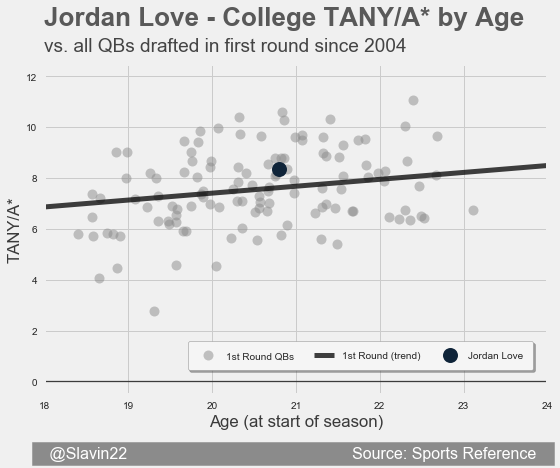 Jordan Love - College TANY/A* by Age
vs. all QBs drafted in first round since 2004
12
10
8
6
4
2
0
TANY/A*
1st Round QBs
1st Round (trend)
Jordan Love
18 19 20 21 22 23 24
Age (at start of season)
@Slavin22
Source: Sports Reference